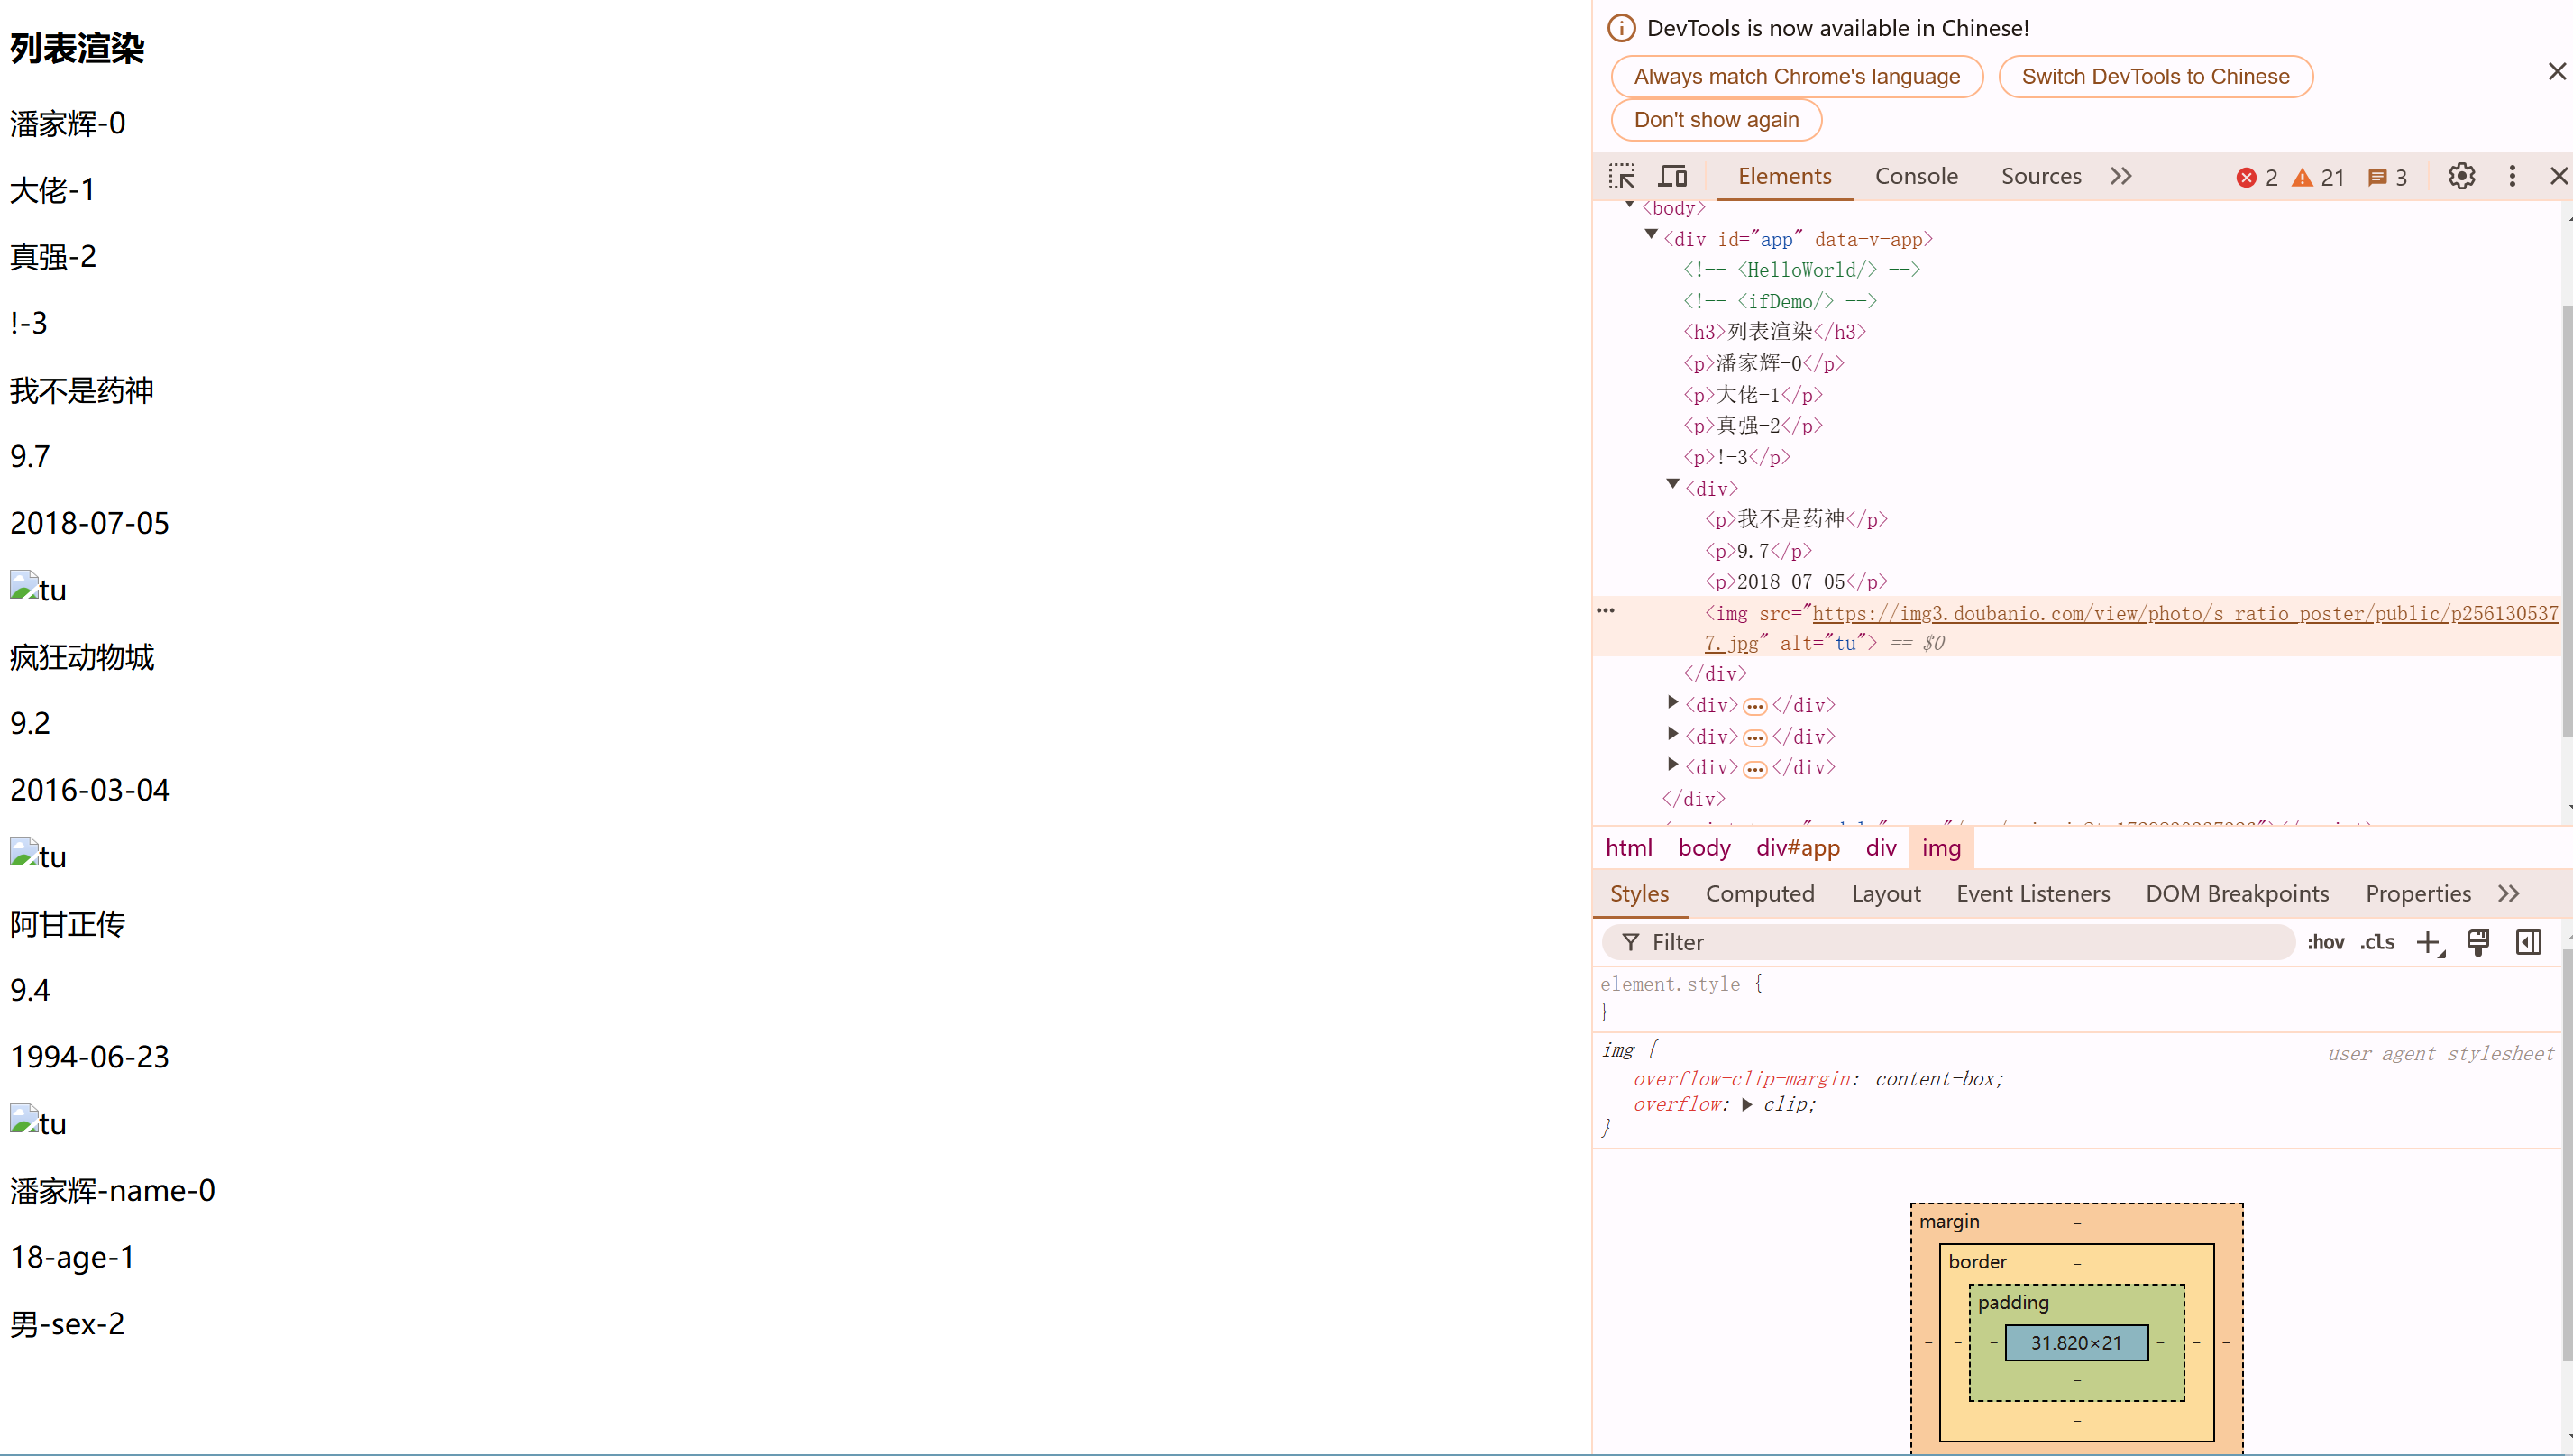 列表渲染
潘家辉-0
大佬-1
真强-2
!-3
我不是药神
9.7
2018-07-05
tu
疯狂动物城
9.2
2016-03-04
tu
阿甘正传
9.4
1994-06-23
tu
潘家辉-name-0
18-age-1
男-sex-2
DevTools is now available in Chinese!
Always match Chrome's language
Switch DevTools to Chinese
Don't show again
Elements Console Sources 2 21 3
<body>
<div id="app" data-v-app>
<!-- <HelloWorld/> -->
<!-- <ifDemo/> -->
<h3>列表渲染</h3>
<p>潘家辉-0</p>
<p>大佬-1</p>
<p>真强-2</p>
<p>!-3</p>
<div>
<p>我不是药神</p>
<p>9.7</p>
<p>2018-07-05</p>
<img src="https://img3.doubanio.com/view/photo/s_ratio_poster/public/p256130537
7.jpg" alt="tu"> == $0
</div>
<div>…</div>
<div>…</div>
<div>…</div>
</div>
html body div#app div img
Styles Computed Layout Event Listeners DOM Breakpoints Properties
Filter :hov .cls
element.style {
}
img { user agent stylesheet
overflow-clip-margin: content-box;
overflow: clip;
}
margin -
border -
padding -
- - - 31.820×21 - - -
-
-